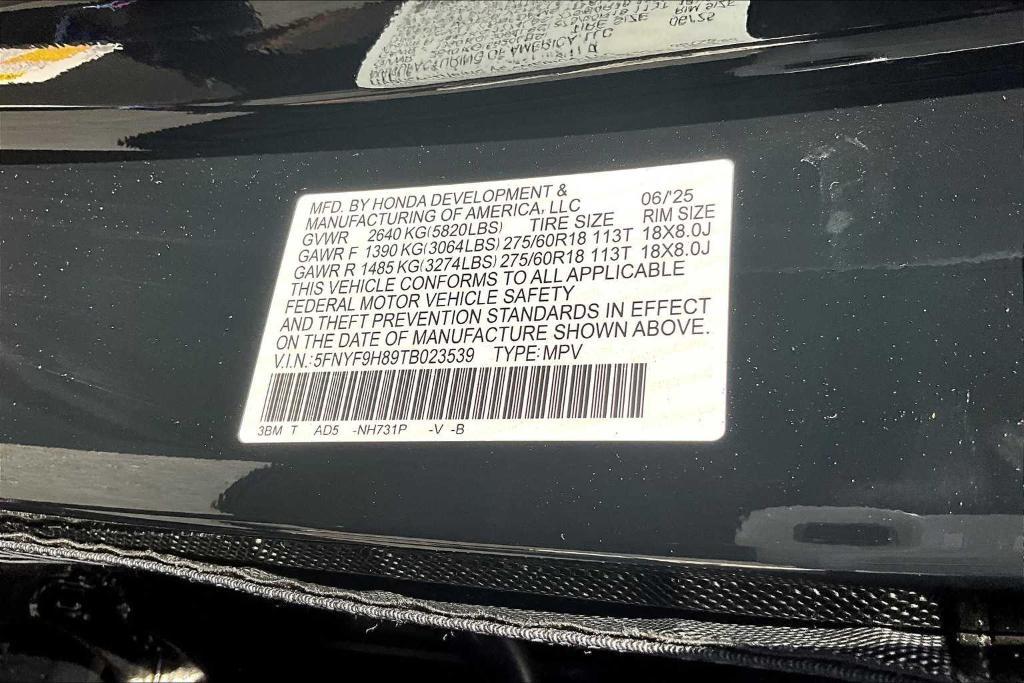 MFD. BY HONDA DEVELOPMENT & 06/'25
MANUFACTURING OF AMERICA, LLC
GVWR 2640 KG(5820LBS) TIRE SIZE RIM SIZE
GAWR F 1390 KG(3064LBS) 275/60R18 113T 18X8.0J
GAWR R 1485 KG(3274LBS) 275/60R18 113T 18X8.0J
THIS VEHICLE CONFORMS TO ALL APPLICABLE
FEDERAL MOTOR VEHICLE SAFETY
AND THEFT PREVENTION STANDARDS IN EFFECT
ON THE DATE OF MANUFACTURE SHOWN ABOVE.
V.I.N.:5FNYF9H89TB023539 TYPE:MPV
3BM T AD5 -NH731P -V -B